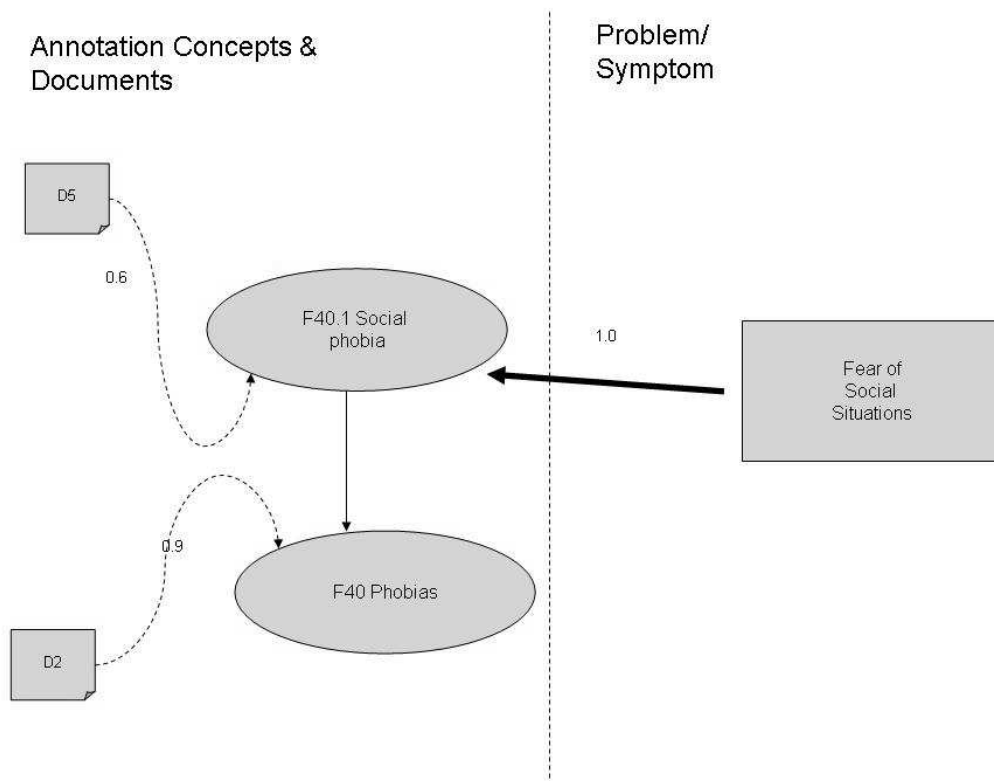 Annotation Concepts &
Documents
Problem/
Symptom
D5
0.6
F40.1 Social
phobia
1.0
Fear of
Social
Situations
0.9
F40 Phobias
D2